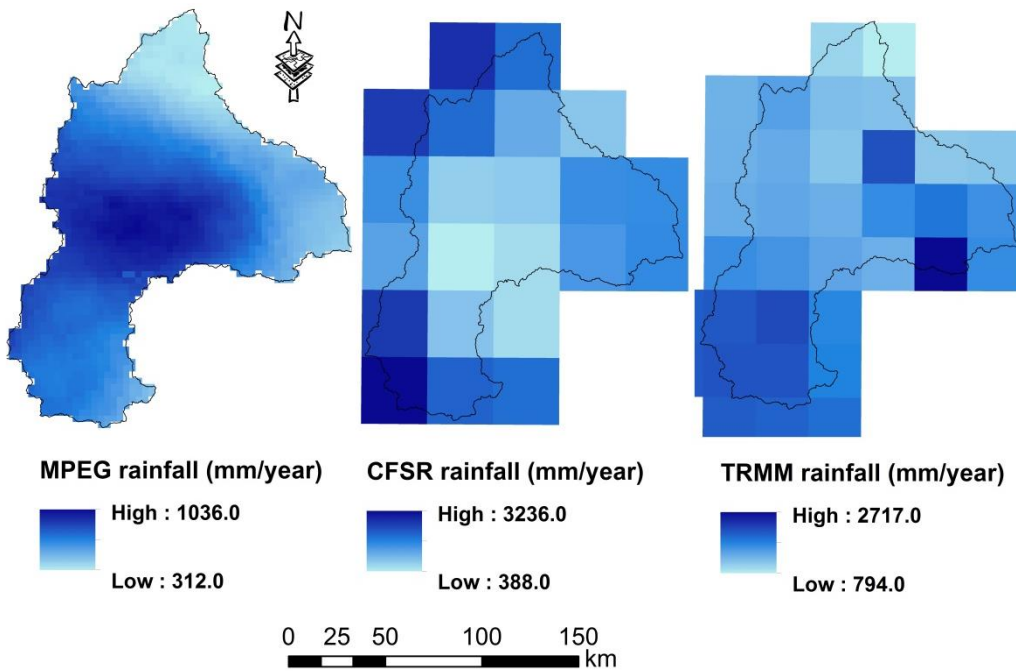 N
MPEG rainfall (mm/year)
High : 1036.0
Low : 312.0
CFSR rainfall (mm/year)
High : 3236.0
Low : 388.0
TRMM rainfall (mm/year)
High : 2717.0
Low : 794.0
0 25 50 100 150
km